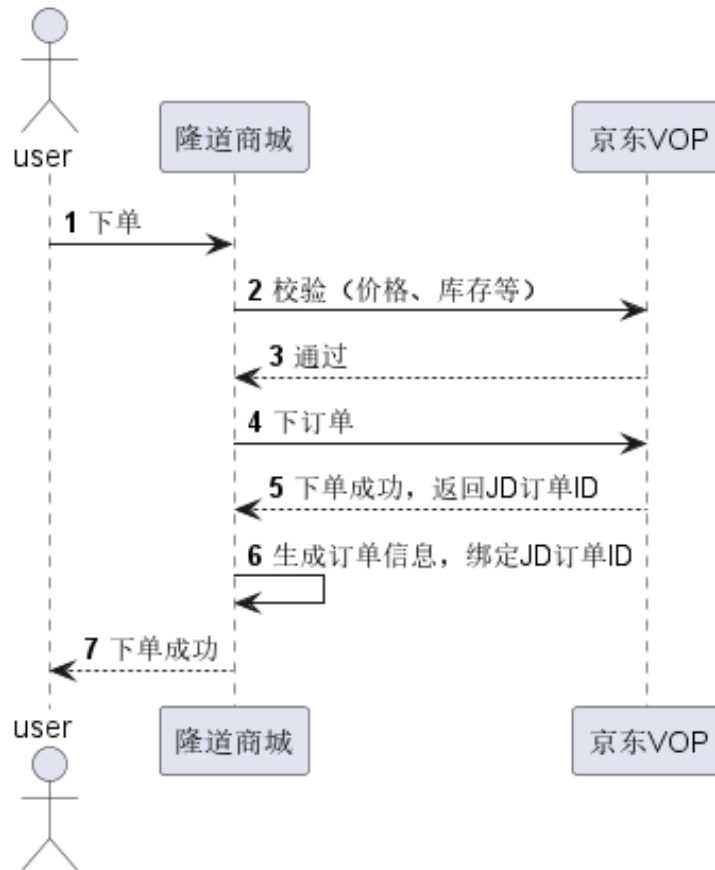 user
隆道商城
京东VOP
1 下单
2 校验（价格、库存等）
3 通过
4 下订单
5 下单成功，返回JD订单ID
6 生成订单信息，绑定JD订单ID
7 下单成功
user
隆道商城
京东VOP